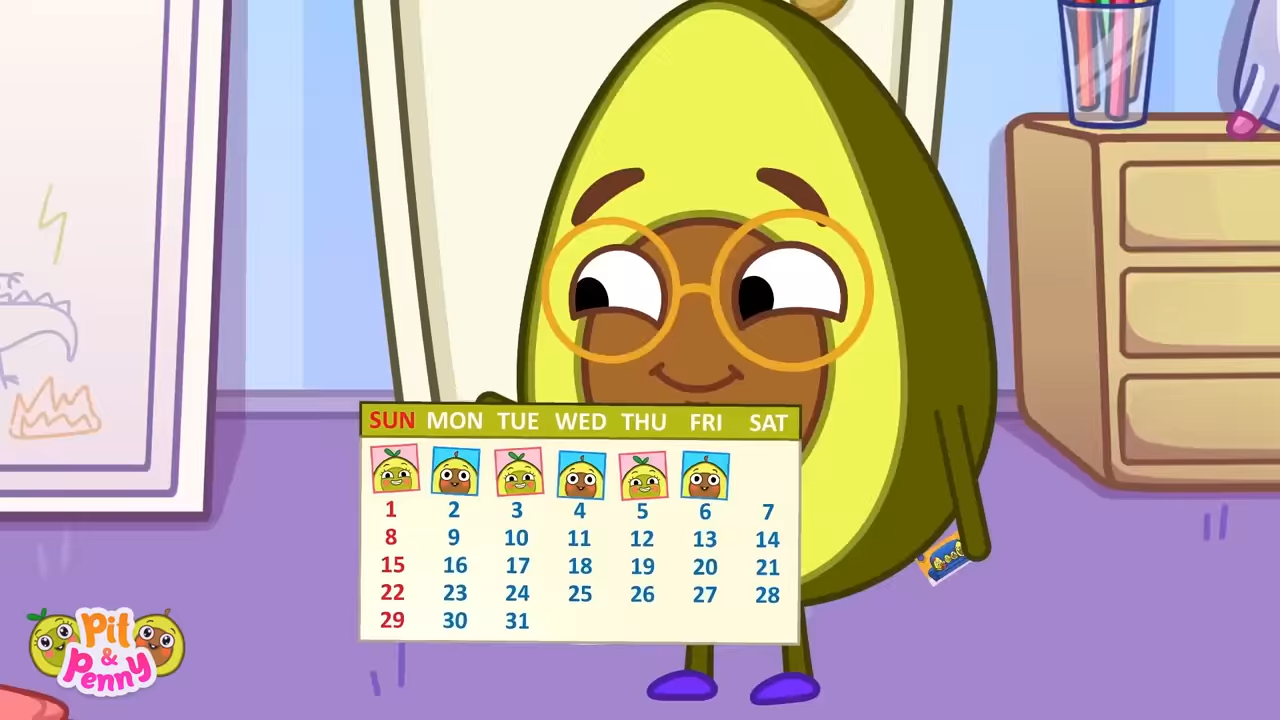 SUN MON TUE WED THU FRI SAT
1 2 3 4 5 6 7
8 9 10 11 12 13 14
15 16 17 18 19 20 21
22 23 24 25 26 27 28
29 30 31
Pit
&
Penny